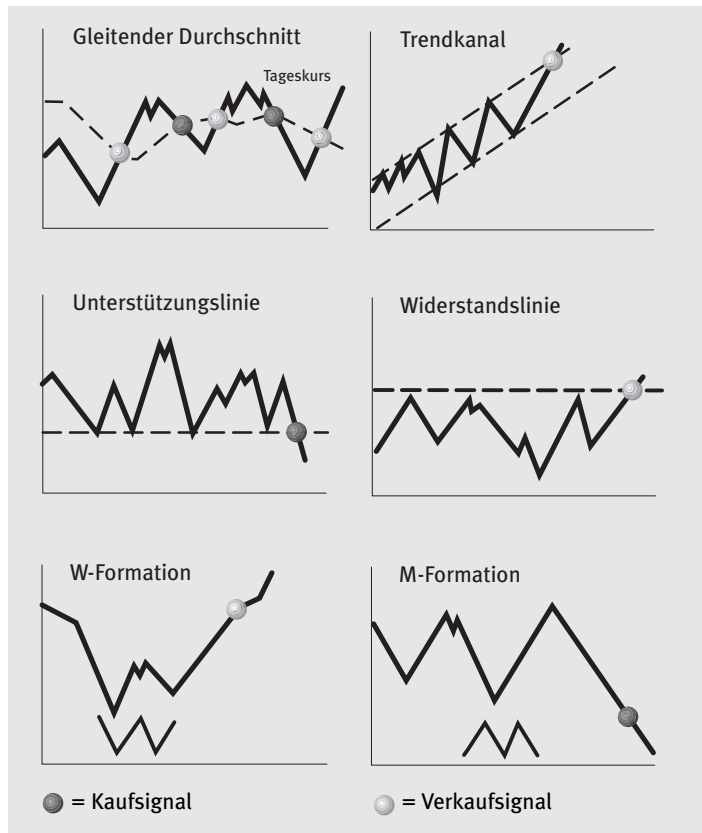 Gleitender Durchschnitt
Tageskurs
Trendkanal
Unterstützungslinie
Widerstandslinie
W-Formation
M-Formation
= Kaufsignal
= Verkaufsignal